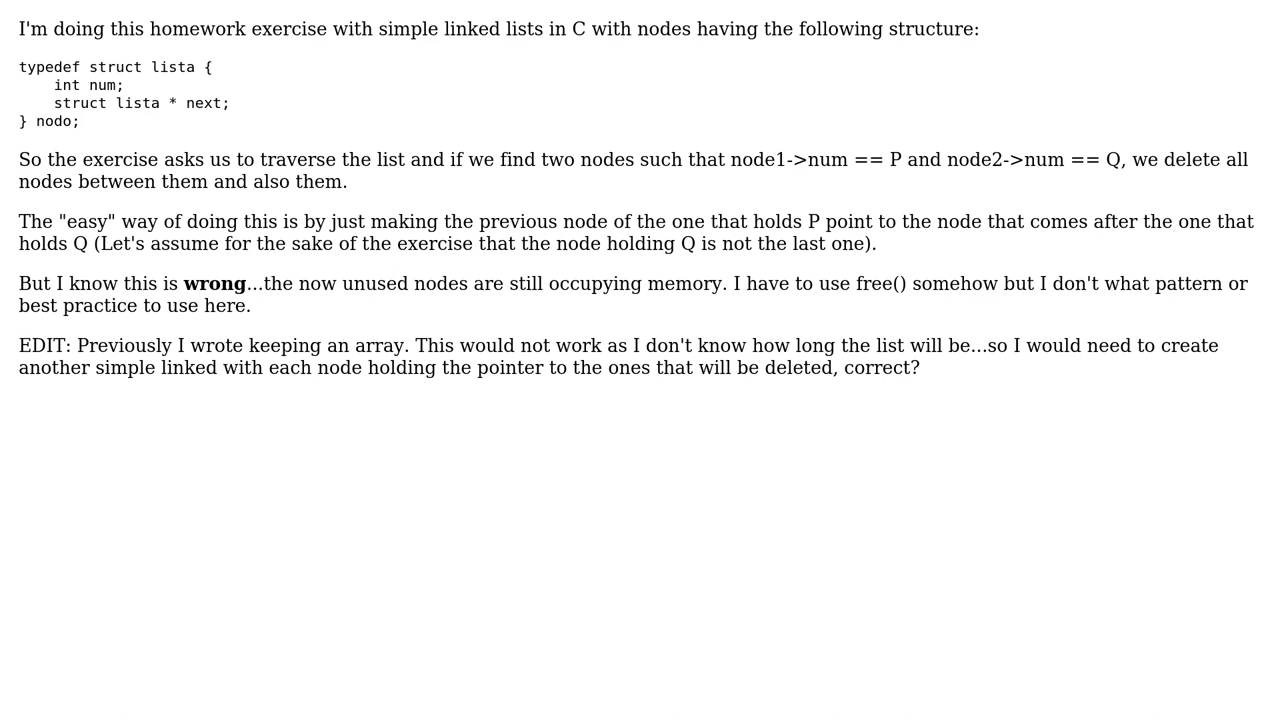 I'm doing this homework exercise with simple linked lists in C with nodes having the following structure:
typedef struct lista {
    int num;
    struct lista * next;
} nodo;
So the exercise asks us to traverse the list and if we find two nodes such that node1->num == P and node2->num == Q, we delete all
nodes between them and also them.
The "easy" way of doing this is by just making the previous node of the one that holds P point to the node that comes after the one that
holds Q (Let's assume for the sake of the exercise that the node holding Q is not the last one).
But I know this is wrong...the now unused nodes are still occupying memory. I have to use free() somehow but I don't what pattern or
best practice to use here.
EDIT: Previously I wrote keeping an array. This would not work as I don't know how long the list will be...so I would need to create
another simple linked with each node holding the pointer to the ones that will be deleted, correct?